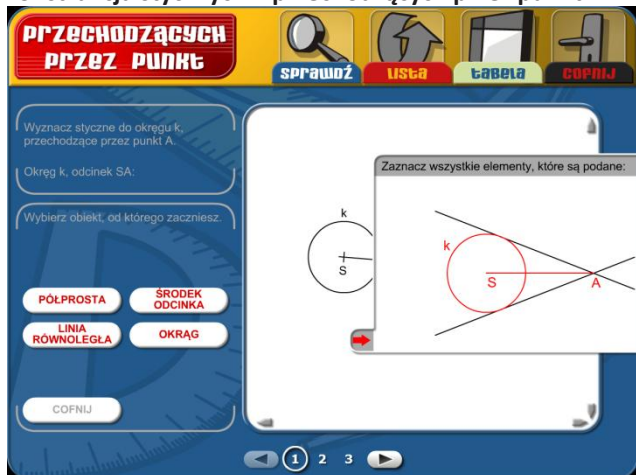 PRZECHODZĄCYCH
PRZEZ PUNKT
SPRAWDŹ
LISTA
TABELA
COFNIJ
Wyznacz styczne do okręgu k,
przechodzące przez punkt A.
Okręg k, odcinek SA:
Wybierz obiekt, od którego zaczniesz.
PÓŁPROSTA
ŚRODEK
ODCINKA
LINIA
RÓWNOLEGŁA
OKRĄG
COFNIJ
k
S
Zaznacz wszystkie elementy, które są podane:
k
S
A
1 2 3